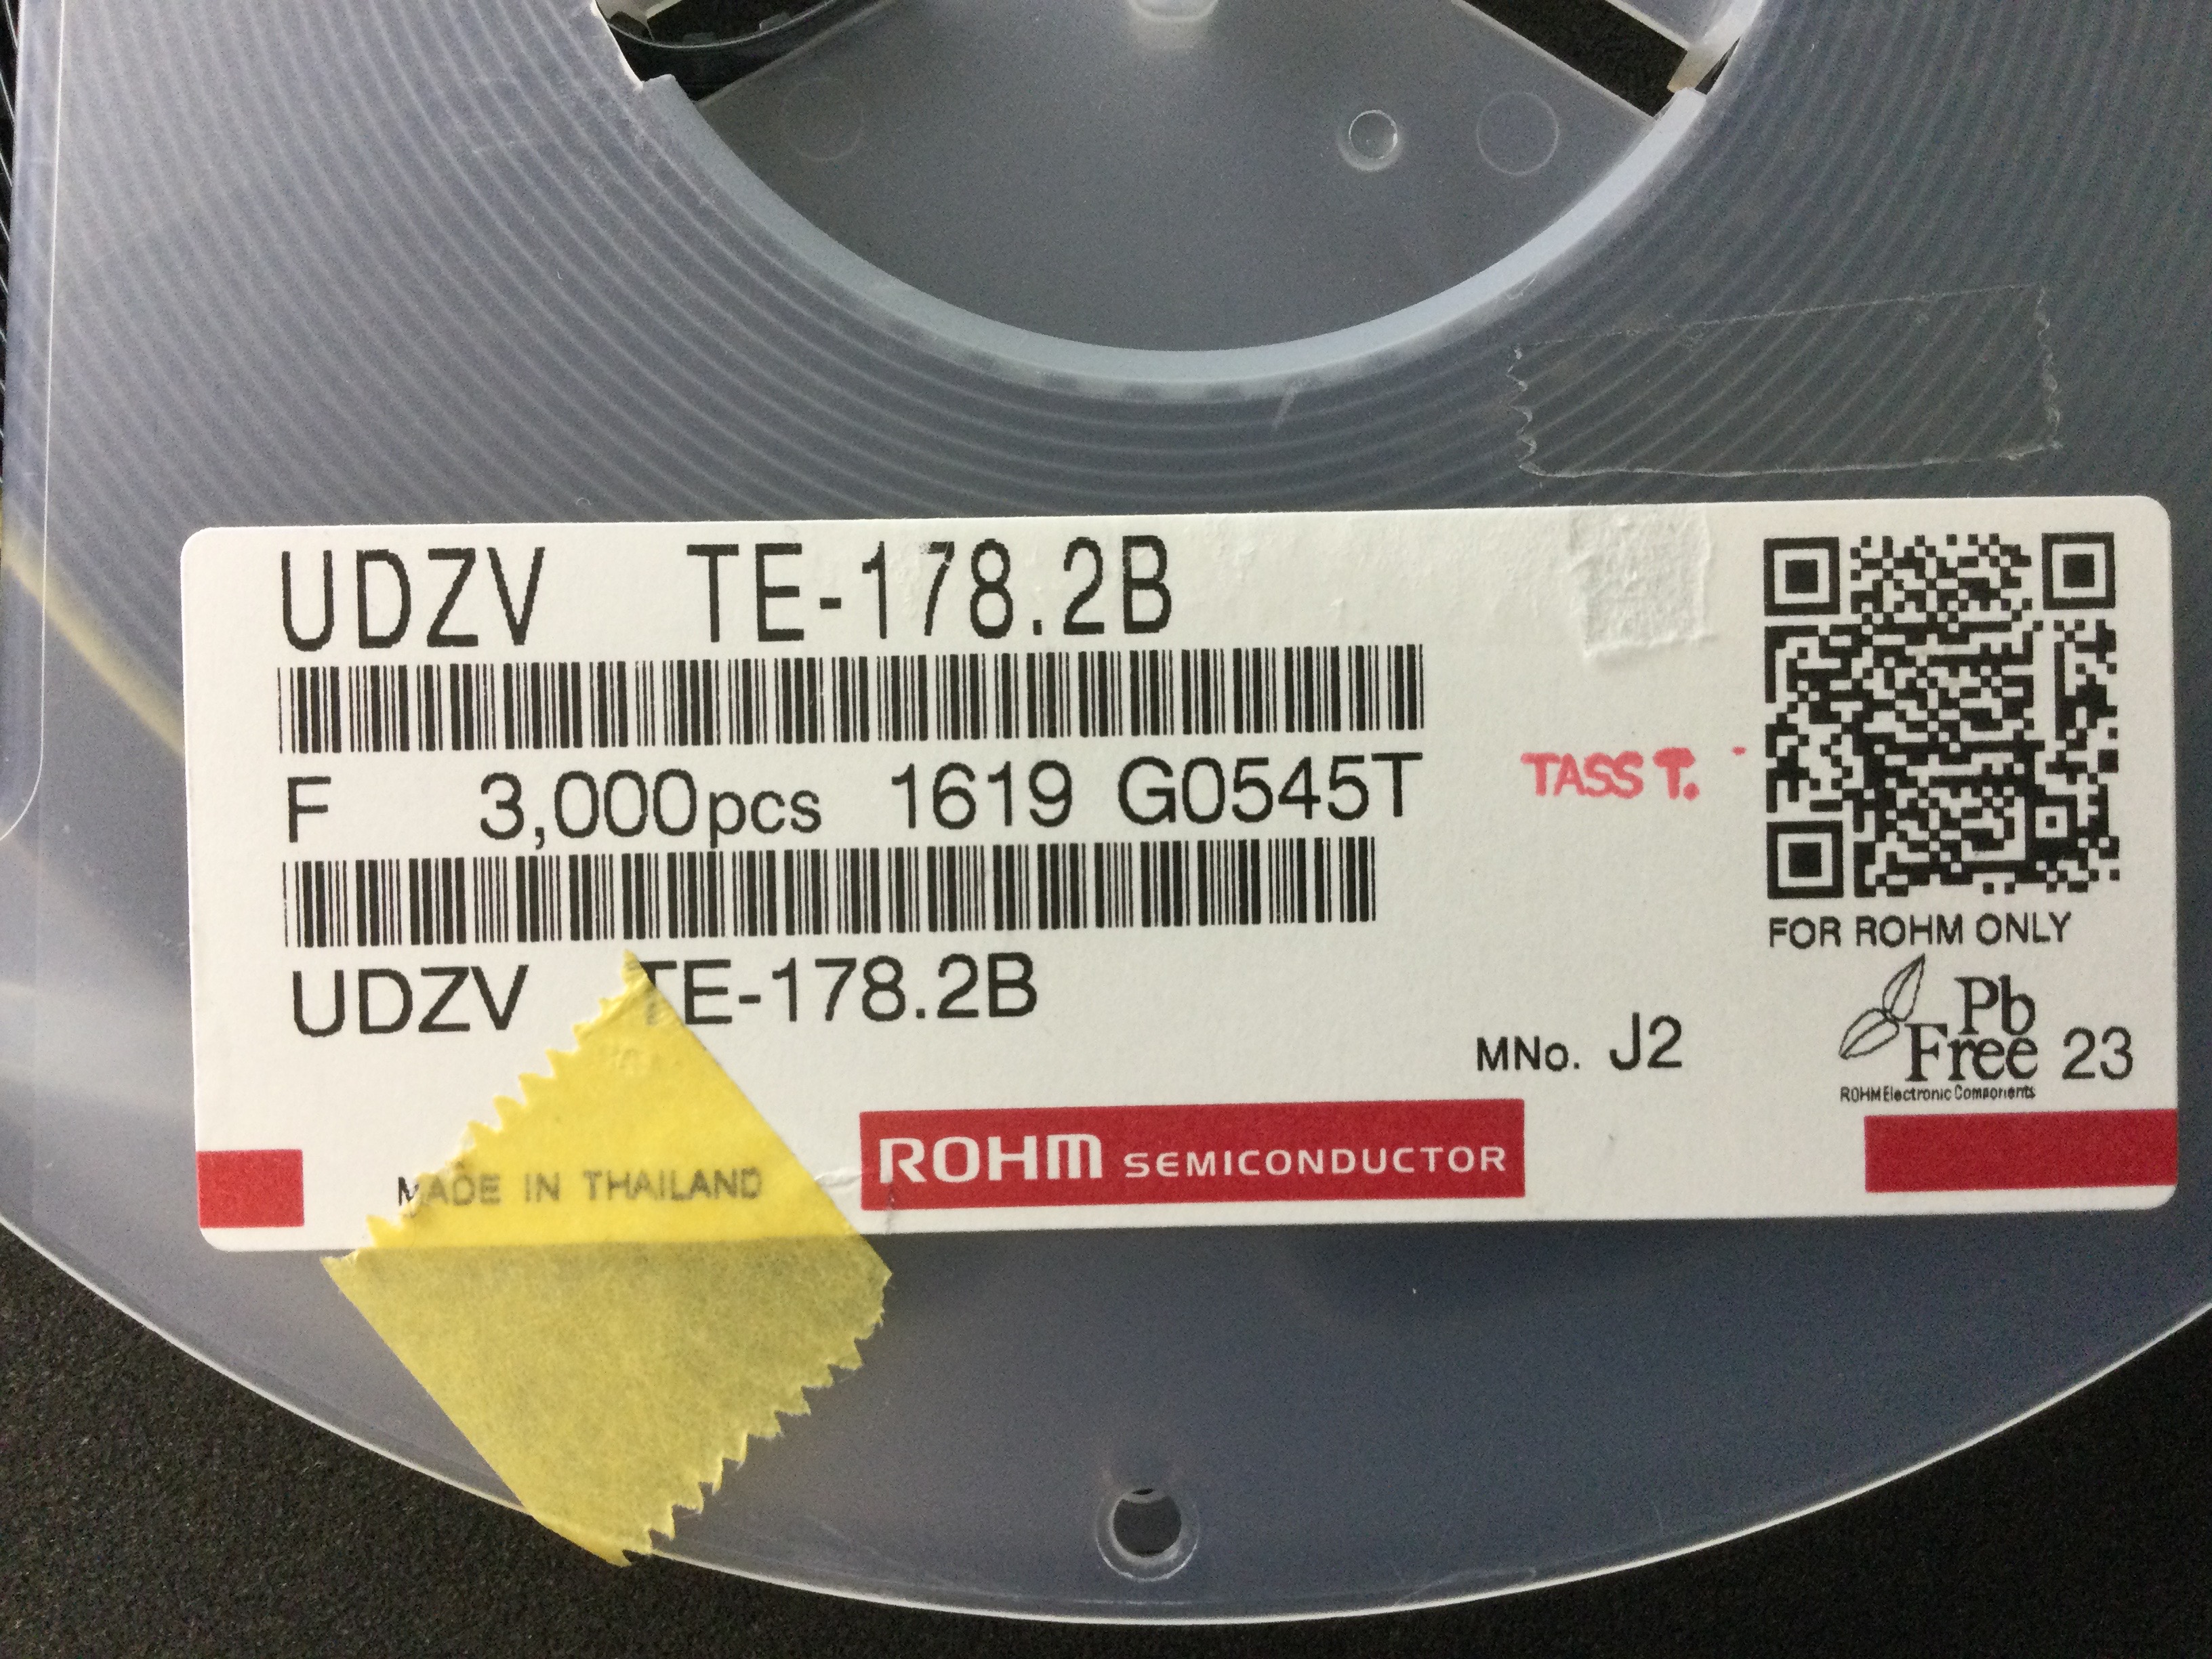 UDZV TE-178.2B
F 3,000pcs 1619 G0545T
TASS T.
UDZV TE-178.2B
FOR ROHM ONLY
MNo. J2
Pb
Free 23
ROHM Electronic Components
MADE IN THAILAND
ROHM SEMICONDUCTOR